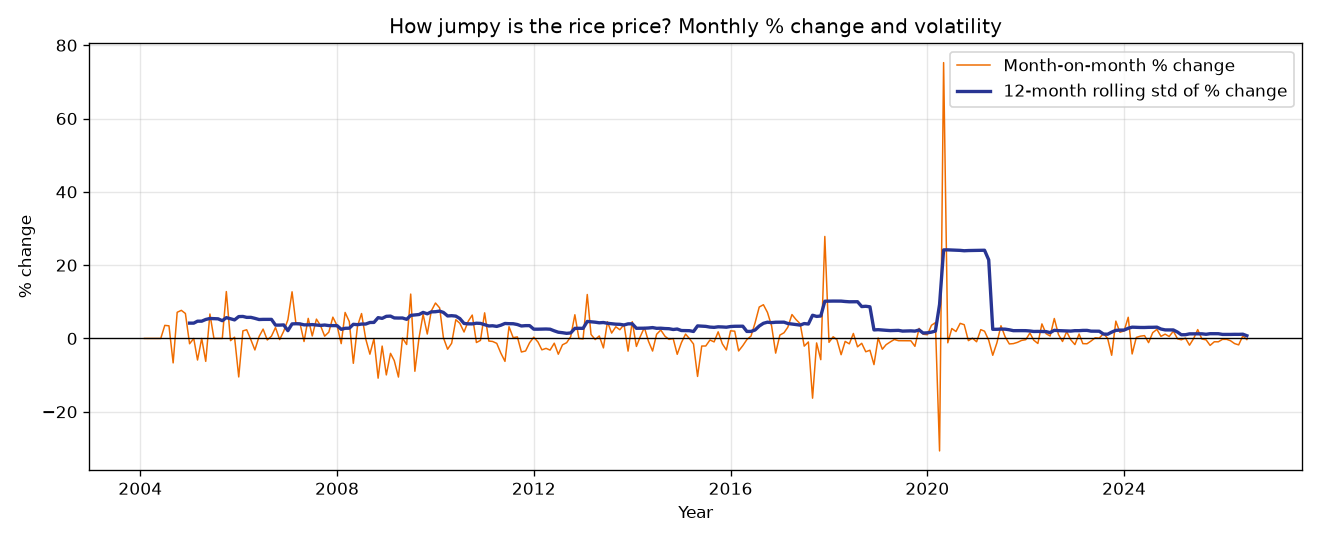 How jumpy is the rice price? Monthly % change and volatility
Month-on-month % change
12-month rolling std of % change
80
60
40
20
0
−20
% change
2004 2008 2012 2016 2020 2024
Year